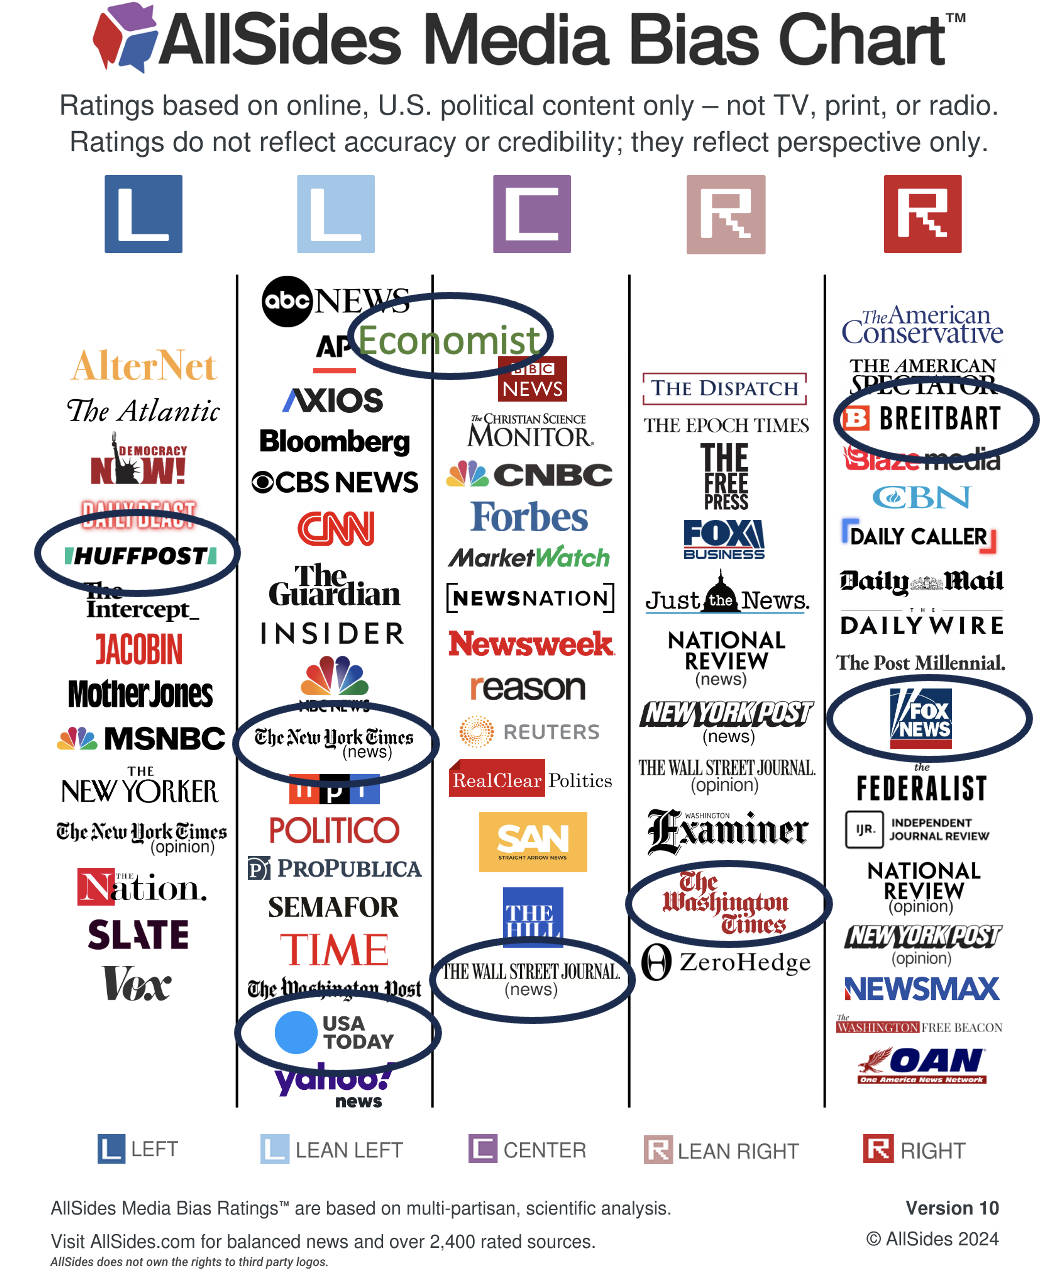 AllSides Media Bias Chart™
Ratings based on online, U.S. political content only – not TV, print, or radio.
Ratings do not reflect accuracy or credibility; they reflect perspective only.
L
L
C
R
R
AlterNet
The Atlantic
DEMOCRACY
NOW!
DAILY BEAST
HUFFPOST
The
Intercept_
JACOBIN
Mother Jones
MSNBC
THE
NEW YORKER
The New York Times
(opinion)
THE
Nation.
SLATE
Vox
abc NEWS
AP
Economist
AXIOS
Bloomberg
CBS NEWS
CNN
The
Guardian
INSIDER
NBC NEWS
The New York Times
(news)
npr
POLITICO
P PROPUBLICA
SEMAFOR
TIME
The Washington Post
USA
TODAY
yahoo!
news
BBC
NEWS
The CHRISTIAN SCIENCE
MONITOR
CNBC
Forbes
MarketWatch
[NEWSNATION]
Newsweek
reason
REUTERS
RealClear Politics
SAN
STRAIGHT ARROW NEWS
THE
HILL
THE WALL STREET JOURNAL.
(news)
THE DISPATCH
THE EPOCH TIMES
THE
FREE
PRESS
FOX
BUSINESS
Just the News.
NATIONAL
REVIEW
(news)
NEW YORK POST
(news)
THE WALL STREET JOURNAL.
(opinion)
WASHINGTON
Examiner
The
Washington
Times
ZeroHedge
The American
Conservative
THE AMERICAN
SPECTATOR
B BREITBART
Blaze media
CBN
DAILY CALLER
Daily Mail
THE
DAILY WIRE
The Post Millennial.
FOX
NEWS
the
FEDERALIST
IJR. INDEPENDENT
JOURNAL REVIEW
NATIONAL
REVIEW
(opinion)
NEW YORK POST
(opinion)
NEWSMAX
The
WASHINGTON FREE BEACON
OAN
One America News Network
L LEFT
L LEAN LEFT
C CENTER
R LEAN RIGHT
R RIGHT
AllSides Media Bias Ratings™ are based on multi-partisan, scientific analysis.
Version 10
Visit AllSides.com for balanced news and over 2,400 rated sources.
© AllSides 2024
AllSides does not own the rights to third party logos.